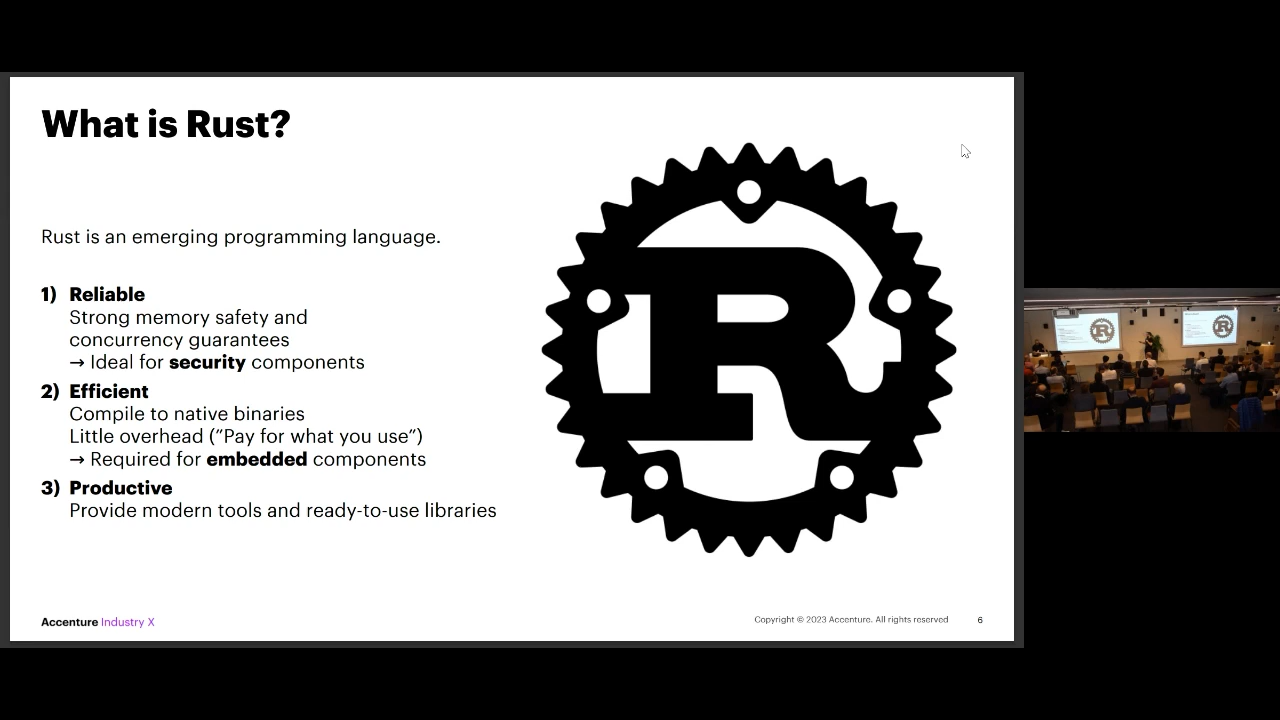 What is Rust?
Rust is an emerging programming language.
1) Reliable
Strong memory safety and
concurrency guarantees
→ Ideal for security components
2) Efficient
Compile to native binaries
Little overhead (”Pay for what you use”)
→ Required for embedded components
3) Productive
Provide modern tools and ready-to-use libraries
R
Accenture Industry X
Copyright © 2023 Accenture. All rights reserved
6